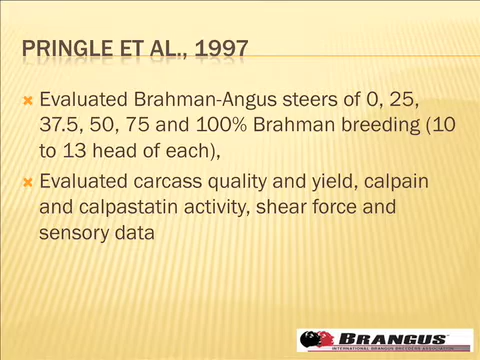 PRINGLE ET AL., 1997
Evaluated Brahman-Angus steers of 0, 25,
37.5, 50, 75 and 100% Brahman breeding (10
to 13 head of each),
Evaluated carcass quality and yield, calpain
and calpastatin activity, shear force and
sensory data
BRANGUS
INTERNATIONAL BRANGUS BREEDERS ASSOCIATION